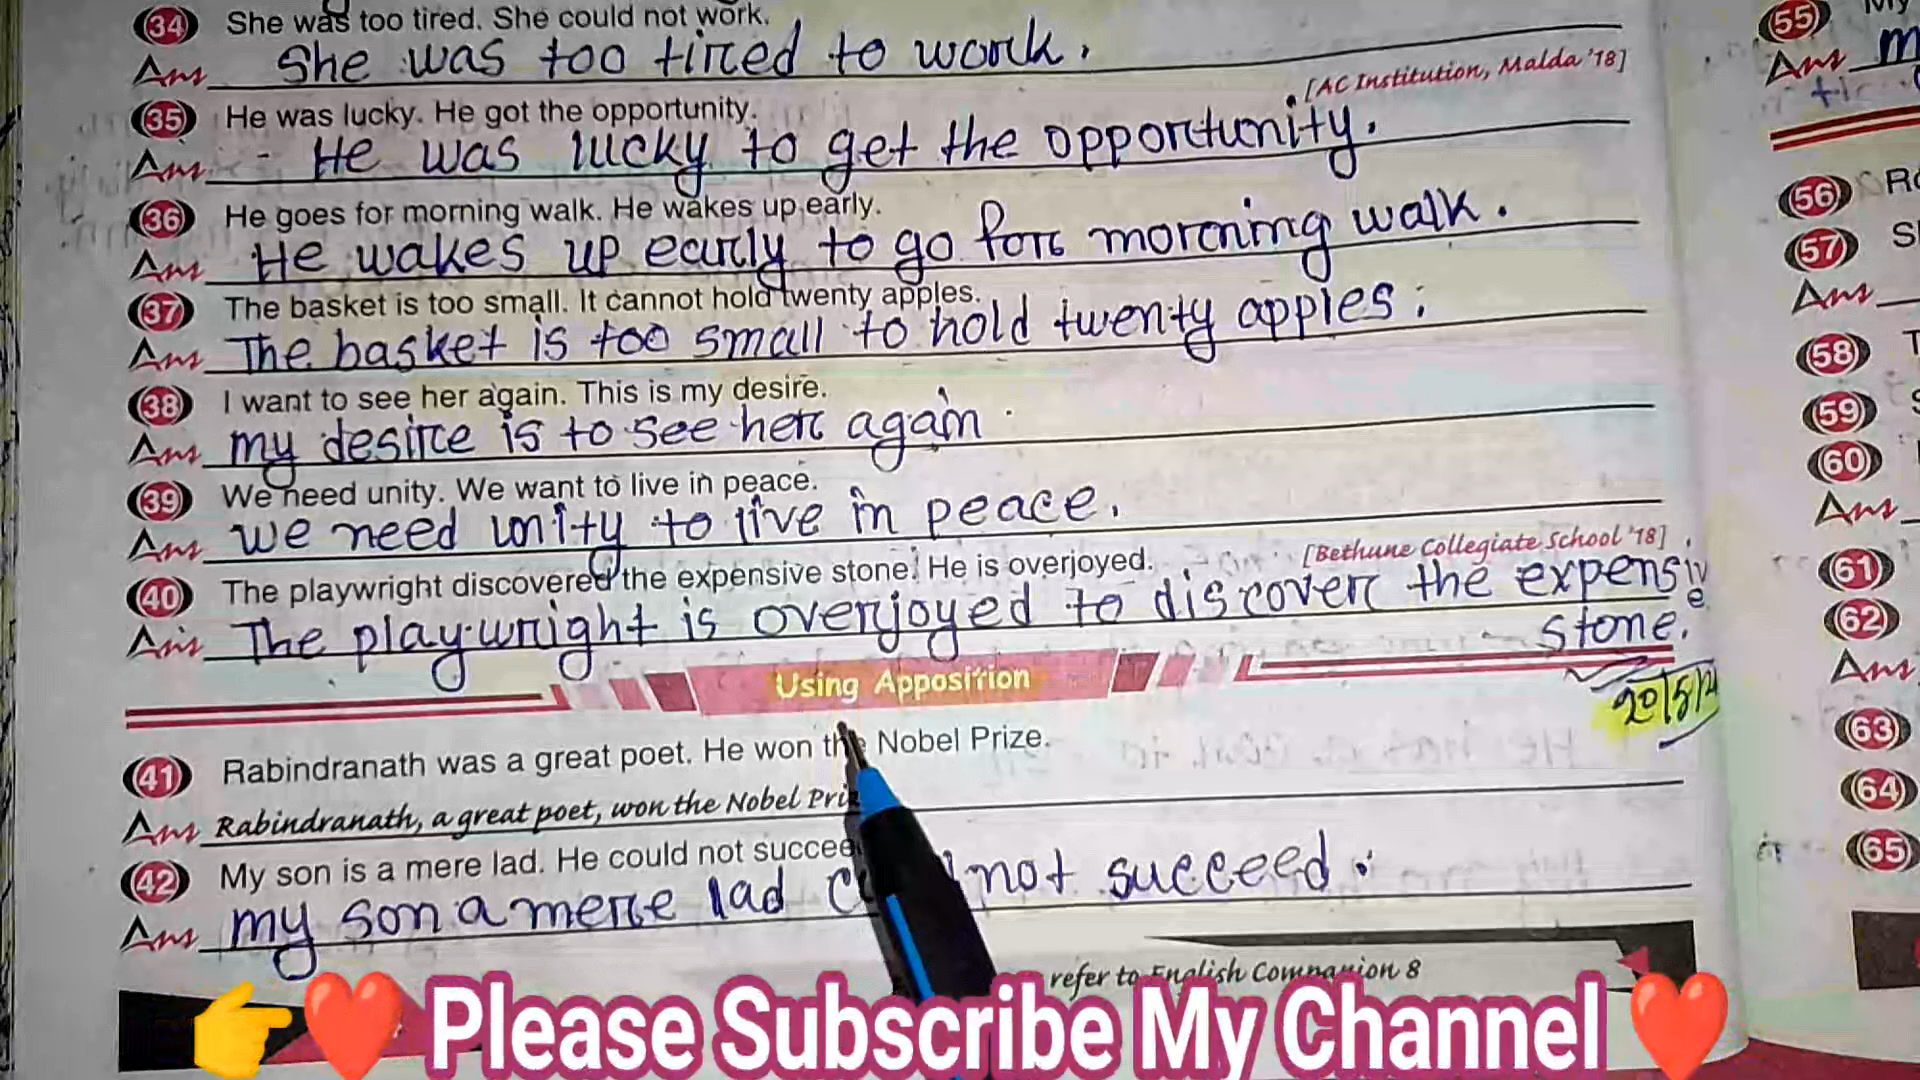 34 She was too tired. She could not work.
Ans She was too tired to work.
[AC Institution, Malda '18]
35 He was lucky. He got the opportunity.
Ans He was lucky to get the opportunity.
36 He goes for morning walk. He wakes up early.
Ans He wakes up early to go for morning walk.
37 The basket is too small. It cannot hold twenty apples.
Ans The basket is too small to hold twenty apples.
38 I want to see her again. This is my desire.
Ans my desire is to see her again
39 We need unity. We want to live in peace.
Ans we need unity to live in peace.
[Bethune Collegiate School '18]
40 The playwright discovered the expensive stone. He is overjoyed.
Ans The playwright is overjoyed to discover the expensive
stone.
Using Apposition
41 Rabindranath was a great poet. He won the Nobel Prize.
Ans Rabindranath, a great poet, won the Nobel
42 My son is a mere lad. He could not
Ans my son a mere lad not succeed.
refer to English Companion 8
👉❤️ Please Subscribe My Channel ❤️
55
Ans
56
57
Ans
58
59
60
Ans
61
62
Ans
63
64
65